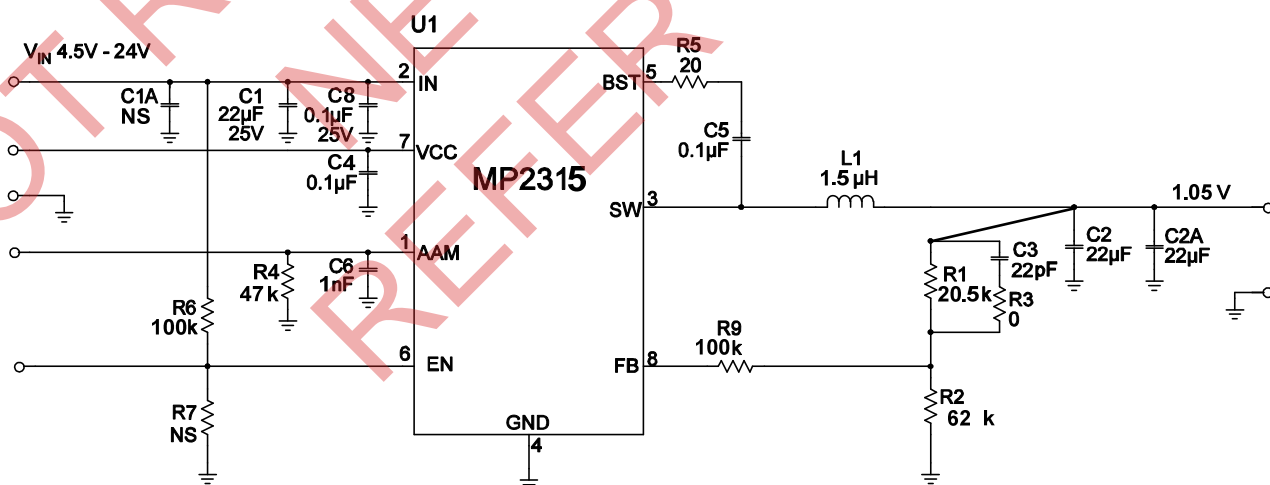 U1
V_IN 4.5V - 24V
2 IN
C1A
NS
C1
22µF
25V
C8
0.1µF
25V
7 VCC
C4
0.1µF
1 AAM
R4
47 k
C6
1nF
R6
100k
6 EN
R7
NS
MP2315
GND
4
BST 5
R5
20
C5
0.1µF
SW 3
L1
1.5 µH
1.05 V
C2
22µF
C2A
22µF
R1
20.5k
C3
22pF
R3
0
FB 8
R9
100k
R2
62 k
NE
REFER